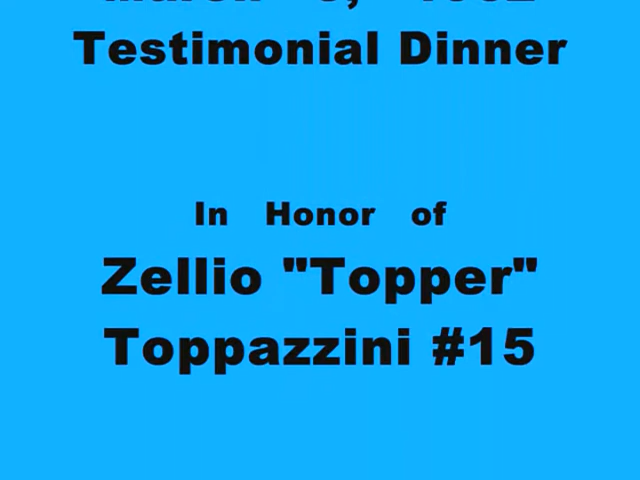 Testimonial Dinner
In Honor of
Zellio "Topper"
Toppazzini #15